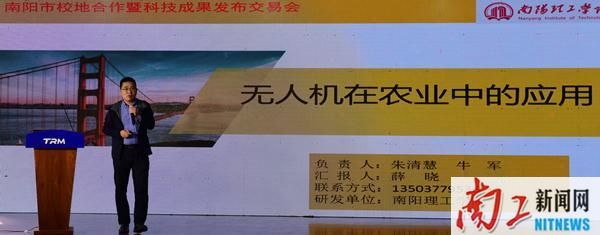 南阳市校地合作暨科技成果发布交易会
南阳理工学
Nanyang Institute of Technol
无人机在农业中的应用
TRM
负责人：朱清慧 牛军
汇报人：薛晓
联系方式：13503779
研发单位：南阳理工
南工新闻网
NITNEWS